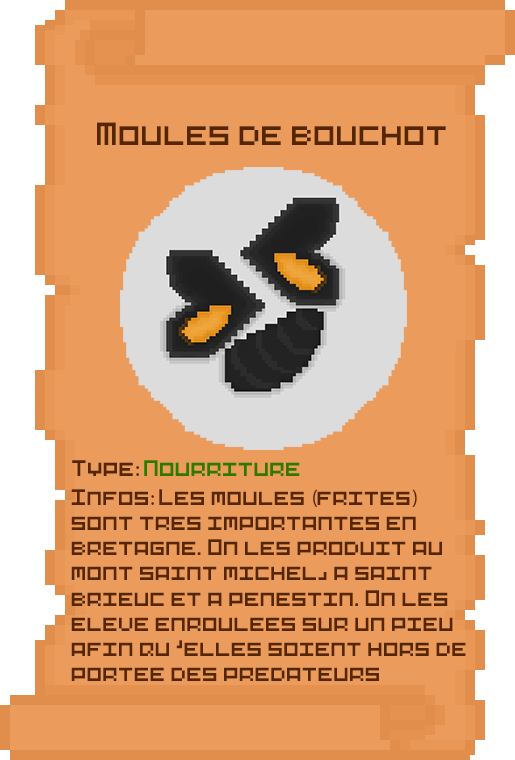 Moules de bouchot
Type: Nourriture
Infos: Les moules (frites)
sont tres importantes en
Bretagne. On les produit au
mont saint michel, a saint
brieuc et a penestin. On les
eleve enroulees sur un pieu
afin qu 'elles soient hors de
portee des predateurs